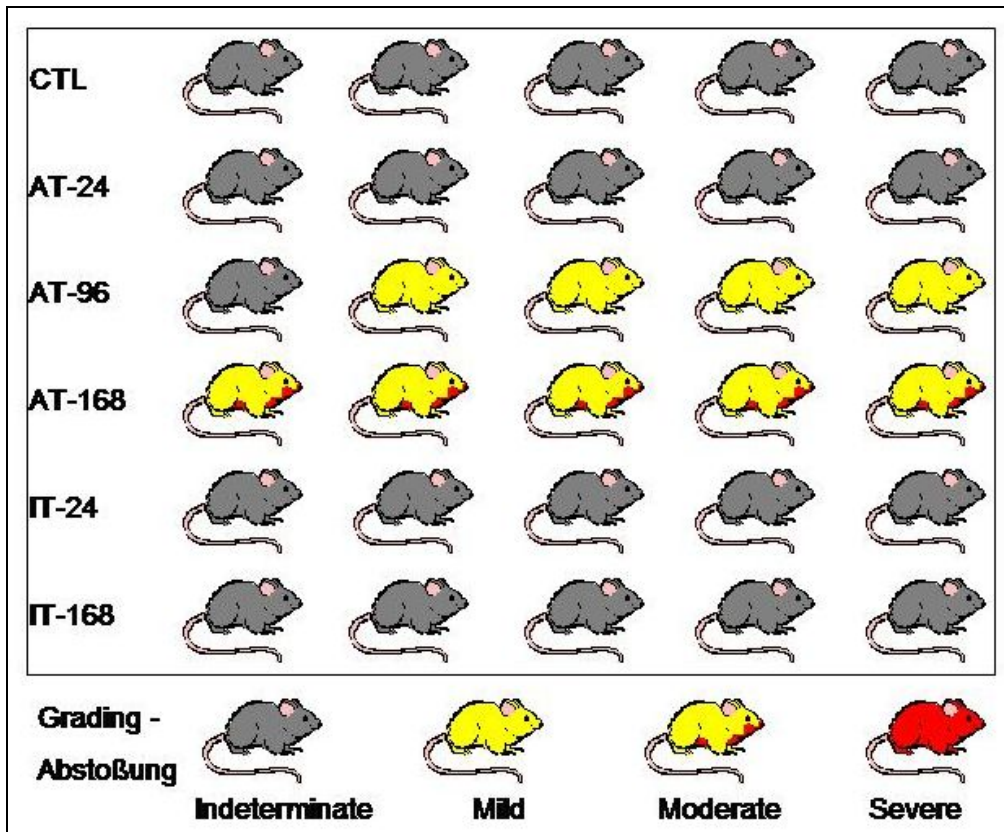 CTL
AT-24
AT-96
AT-168
IT-24
IT-168
Grading -
Abstoßung
Indeterminate Mild Moderate Severe